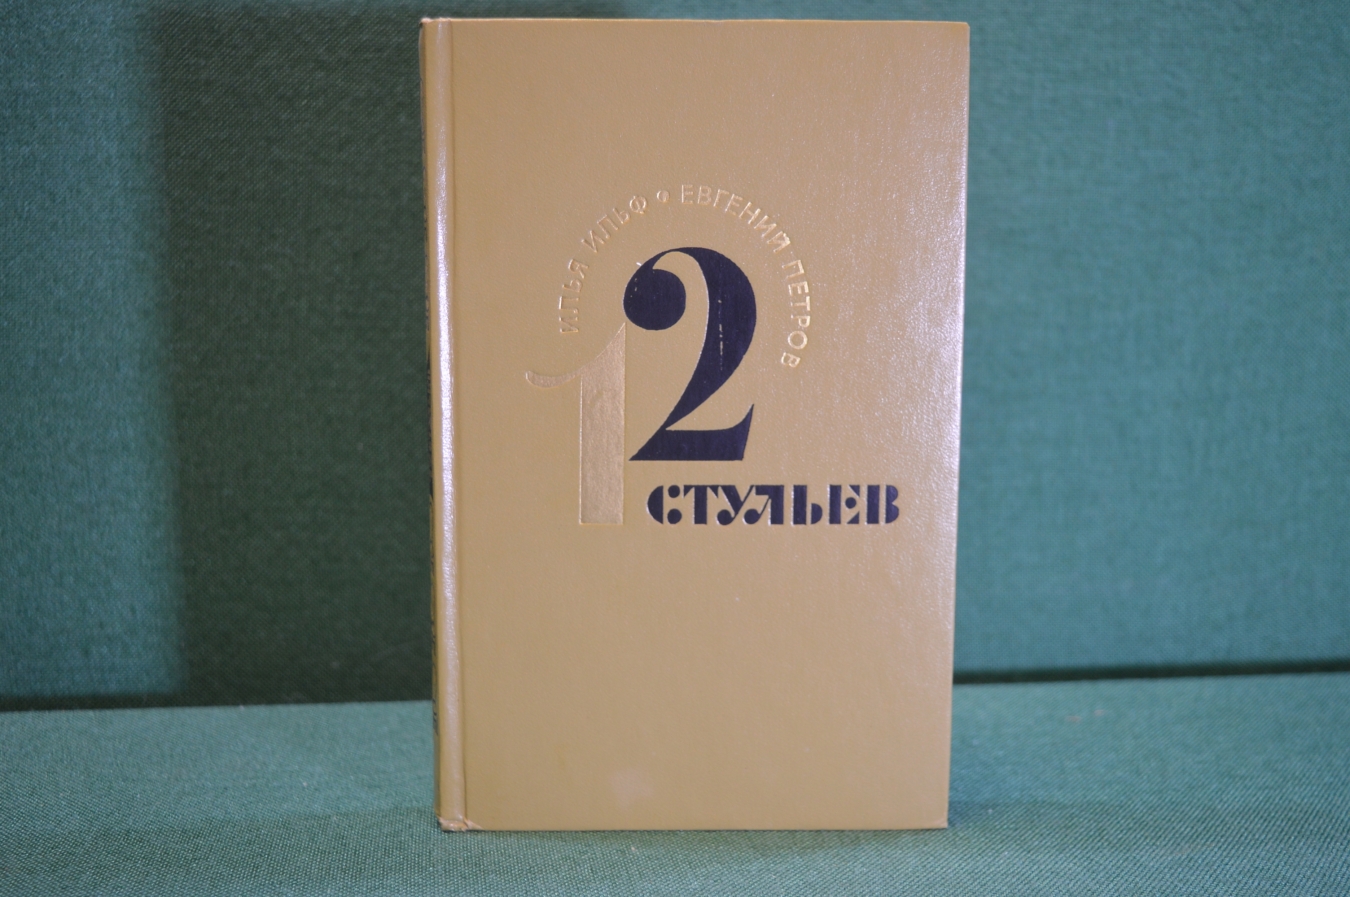 ИЛЬЯ ИЛЬФ • ЕВГЕНИЙ ПЕТРОВ
12
СТУЛЬЕВ